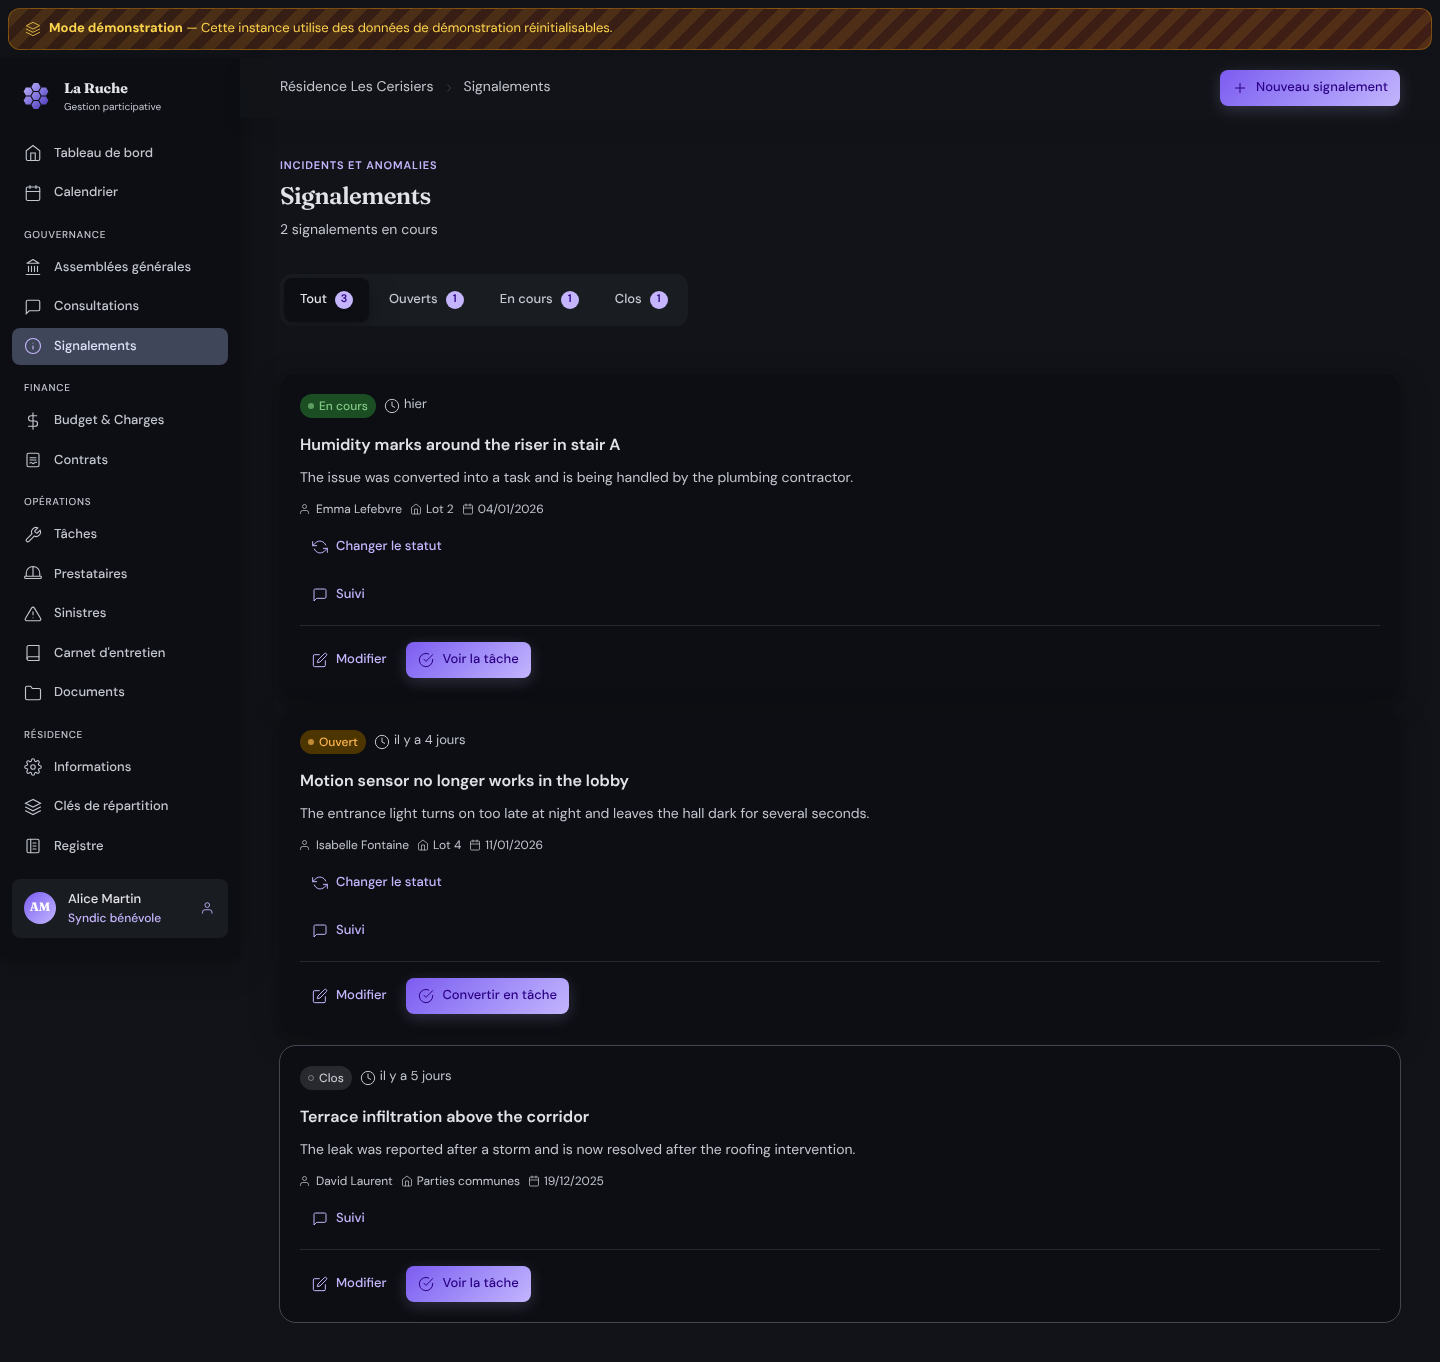 Mode démonstration — Cette instance utilise des données de démonstration réinitialisables.
La Ruche
Gestion participative
Résidence Les Cerisiers
Signalements
Nouveau signalement
Tableau de bord
Calendrier
GOUVERNANCE
Assemblées générales
Consultations
Signalements
FINANCE
Budget & Charges
Contrats
OPÉRATIONS
Tâches
Prestataires
Sinistres
Carnet d'entretien
Documents
RÉSIDENCE
Informations
Clés de répartition
Registre
AM
Alice Martin
Syndic bénévole
INCIDENTS ET ANOMALIES
Signalements
2 signalements en cours
Tout 3 Ouverts 1 En cours 1 Clos 1
En cours hier
Humidity marks around the riser in stair A
The issue was converted into a task and is being handled by the plumbing contractor.
Emma Lefebvre Lot 2 04/01/2026
Changer le statut
Suivi
Modifier Voir la tâche
Ouvert il y a 4 jours
Motion sensor no longer works in the lobby
The entrance light turns on too late at night and leaves the hall dark for several seconds.
Isabelle Fontaine Lot 4 11/01/2026
Changer le statut
Suivi
Modifier Convertir en tâche
Clos il y a 5 jours
Terrace infiltration above the corridor
The leak was reported after a storm and is now resolved after the roofing intervention.
David Laurent Parties communes 19/12/2025
Suivi
Modifier Voir la tâche